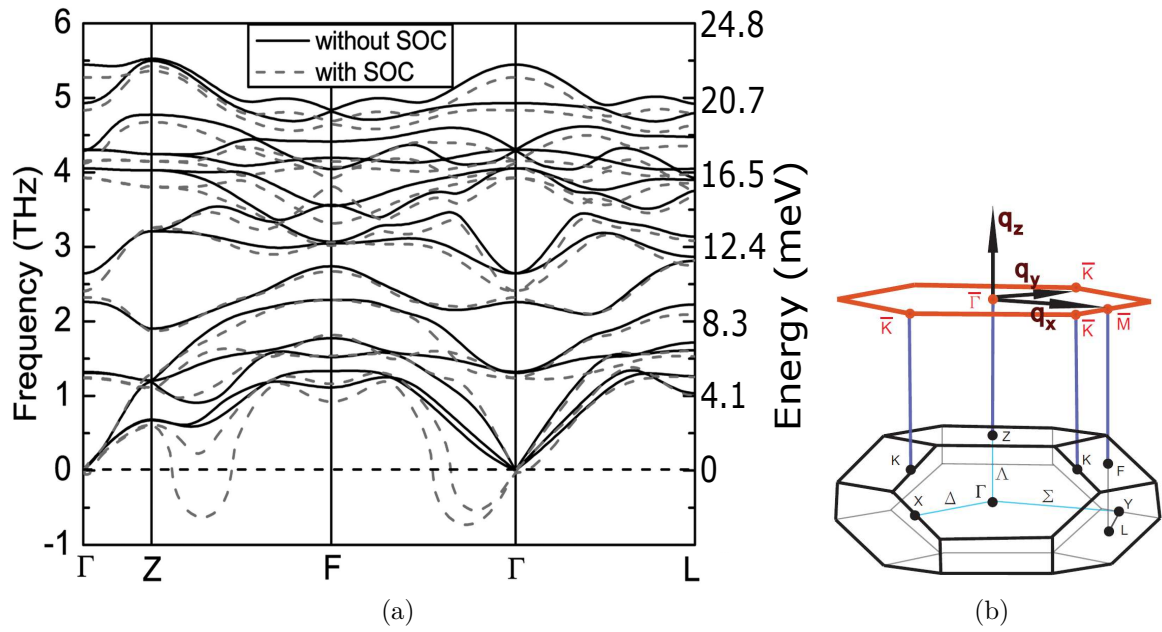 6
5
4
3
2
1
0
-1
Frequency (THz)
without SOC
with SOC
24.8
20.7
16.5
12.4
8.3
4.1
0
Energy (meV)
Γ Z F Γ L
(a)
q_z
q_y
K̅
Γ̅
K̅ q_x K̅ M̅
Z
K K F
Λ
X Δ Γ Σ Y
L
(b)